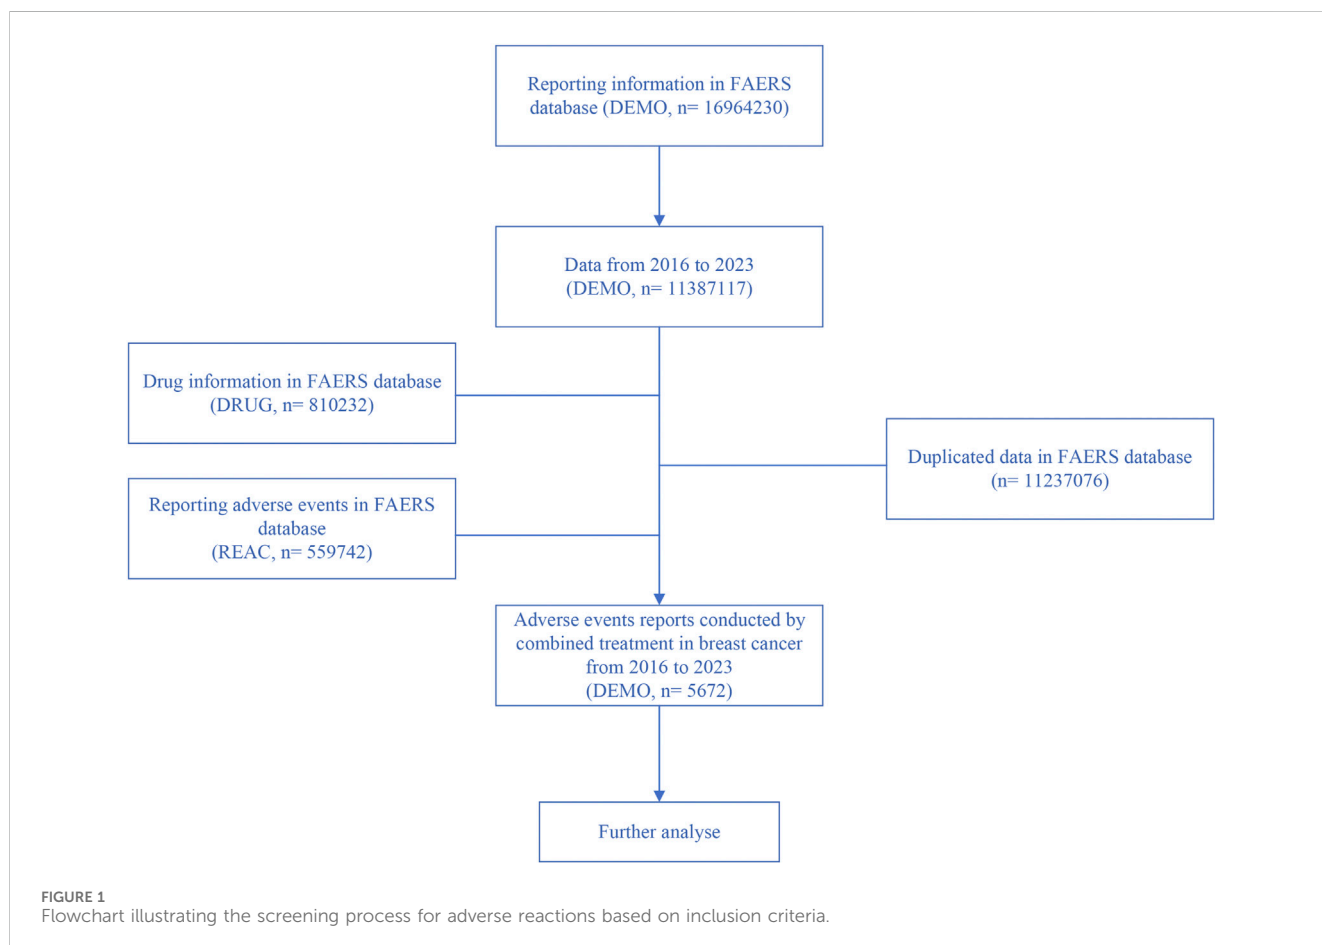 Reporting information in FAERS
database (DEMO, n= 16964230)
Data from 2016 to 2023
(DEMO, n= 11387117)
Drug information in FAERS database
(DRUG, n= 810232)
Duplicated data in FAERS database
(n= 11237076)
Reporting adverse events in FAERS
database
(REAC, n= 559742)
Adverse events reports conducted by
combined treatment in breast cancer
from 2016 to 2023
(DEMO, n= 5672)
Further analyse
FIGURE 1
Flowchart illustrating the screening process for adverse reactions based on inclusion criteria.